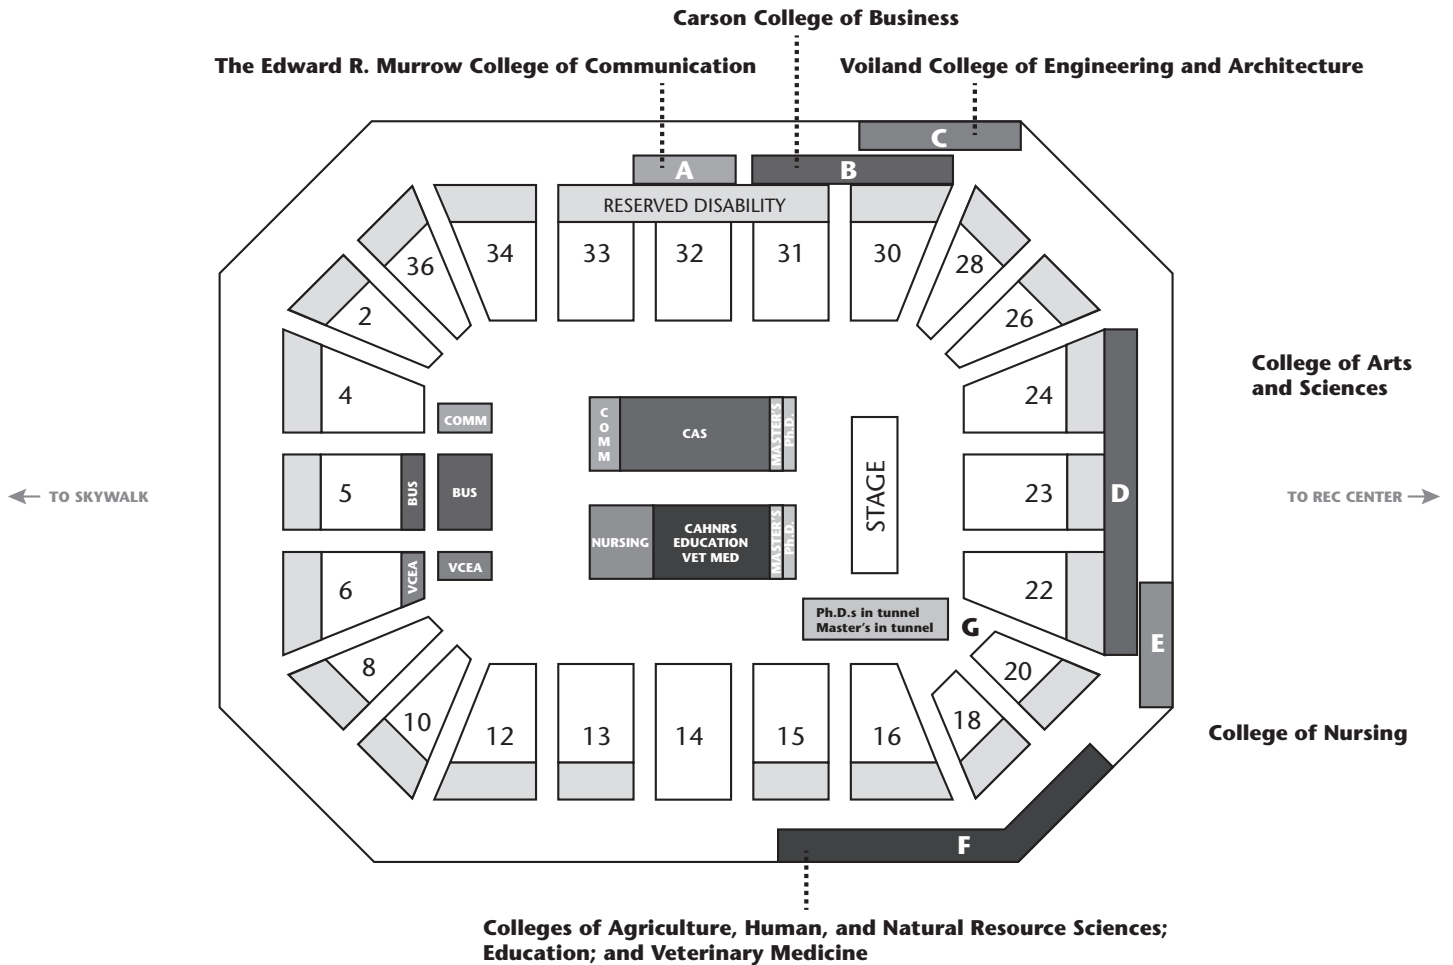 Carson College of Business
The Edward R. Murrow College of Communication
Voiland College of Engineering and Architecture
C
A
B
RESERVED DISABILITY
34
33
32
31
30
36
28
2
26
College of Arts
and Sciences
4
24
COMM
COMM
CAS
MASTER'S
Ph.D.
TO SKYWALK
5
BUS
BUS
STAGE
23
D
TO REC CENTER
NURSING
CAHNRS
EDUCATION
VET MED
MASTER'S
Ph.D.
6
VCEA
VCEA
22
Ph.D.s in tunnel
Master's in tunnel
G
E
8
20
10
18
12
13
14
15
16
College of Nursing
F
Colleges of Agriculture, Human, and Natural Resource Sciences;
Education; and Veterinary Medicine